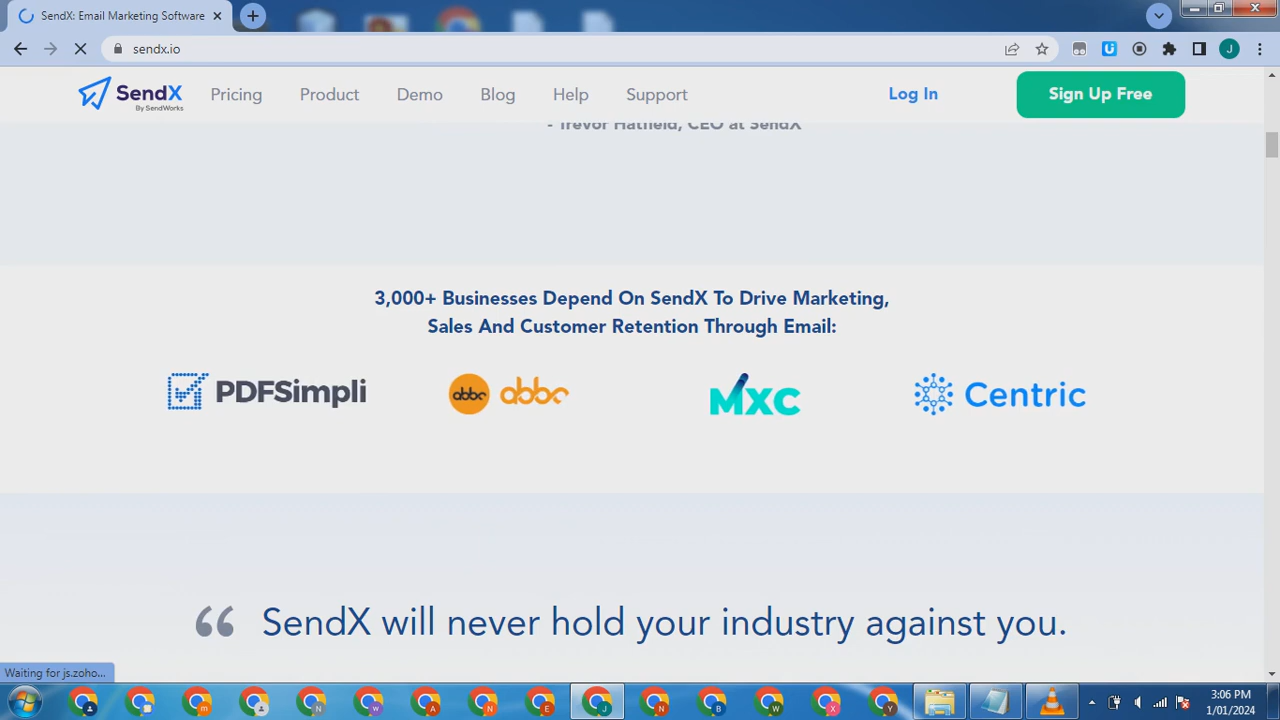 SendX: Email Marketing Software
sendx.io
J
SendX
By SendWorks
Pricing
Product
Demo
Blog
Help
Support
Log In
Sign Up Free
- Trevor Hatfield, CEO at SendX
3,000+ Businesses Depend On SendX To Drive Marketing,
Sales And Customer Retention Through Email:
PDFSimpli
abbc
abbc
Mxc
Centric
“ SendX will never hold your industry against you.
Waiting for js.zoho...
3:06 PM
1/01/2024